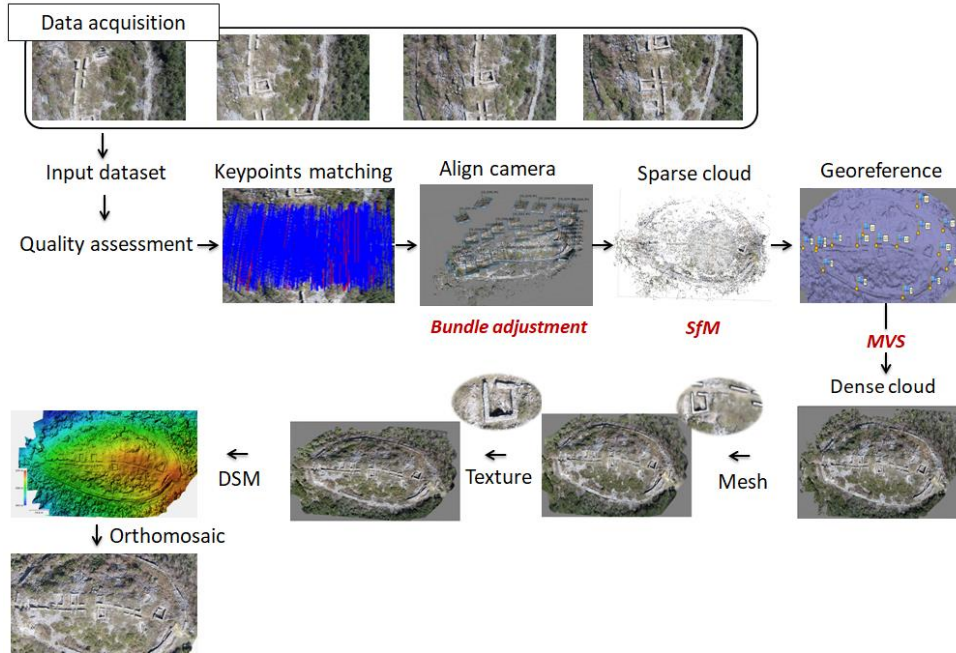 Data acquisition
Input dataset
Keypoints matching
Align camera
Sparse cloud
Georeference
Quality assessment
Bundle adjustment
SfM
MVS
Dense cloud
DSM
Texture
Mesh
Orthomosaic